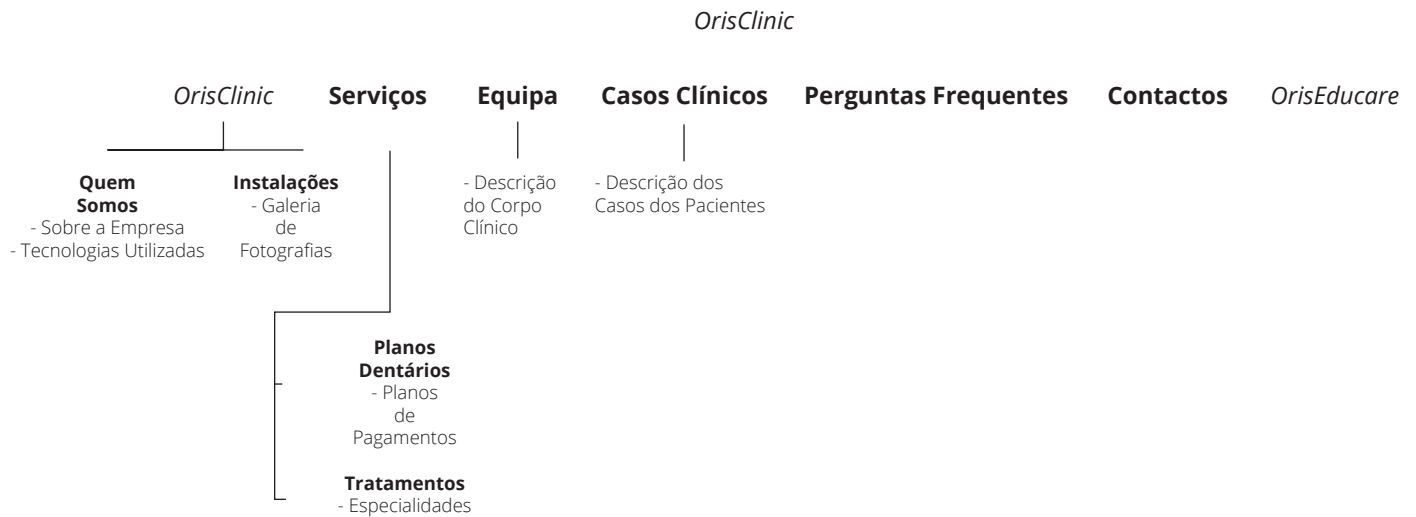 OrisClinic
OrisClinic Serviços Equipa Casos Clínicos Perguntas Frequentes Contactos OrisEducare
Quem
Somos
- Sobre a Empresa
- Tecnologias Utilizadas
Instalações
- Galeria
de
Fotografias
- Descrição
do Corpo
Clínico
- Descrição dos
Casos dos Pacientes
Planos
Dentários
- Planos
de
Pagamentos
Tratamentos
- Especialidades